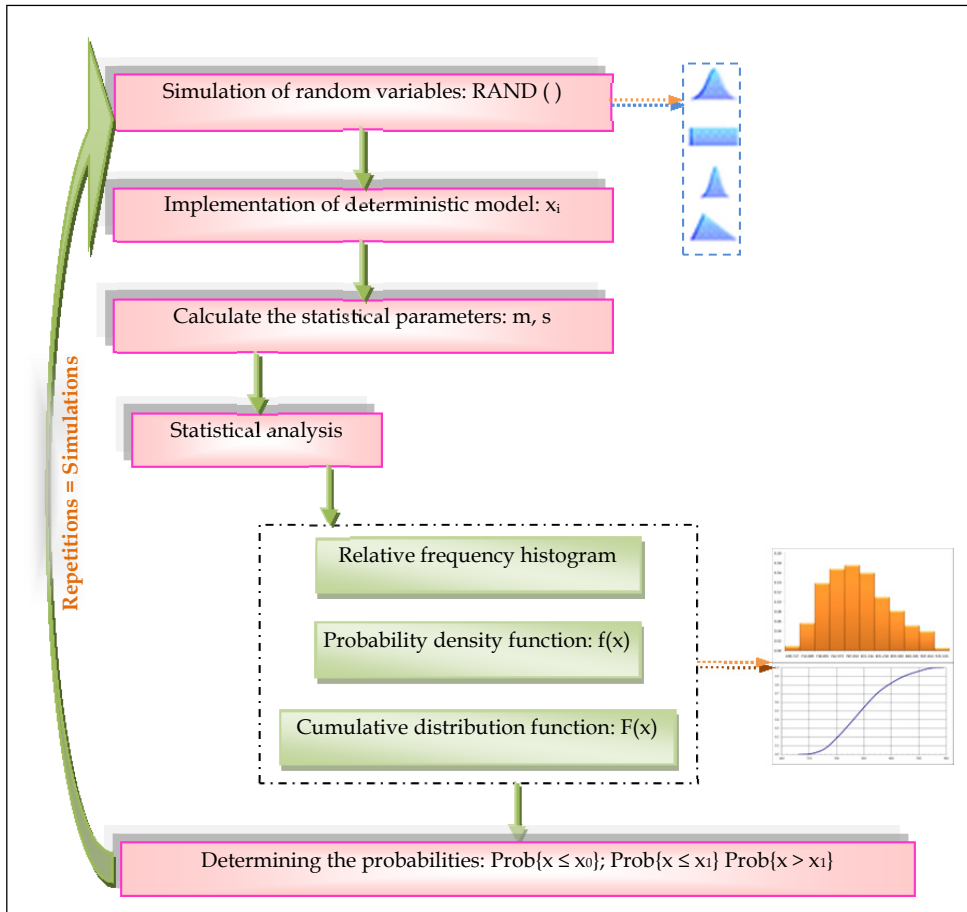 Simulation of random variables: RAND ( )
Implementation of deterministic model: xᵢ
Calculate the statistical parameters: m, s
Statistical analysis
Repetitions = Simulations
Relative frequency histogram
Probability density function: f(x)
Cumulative distribution function: F(x)
Determining the probabilities: Prob{x ≤ x₀}; Prob{x ≤ x₁} Prob{x > x₁}